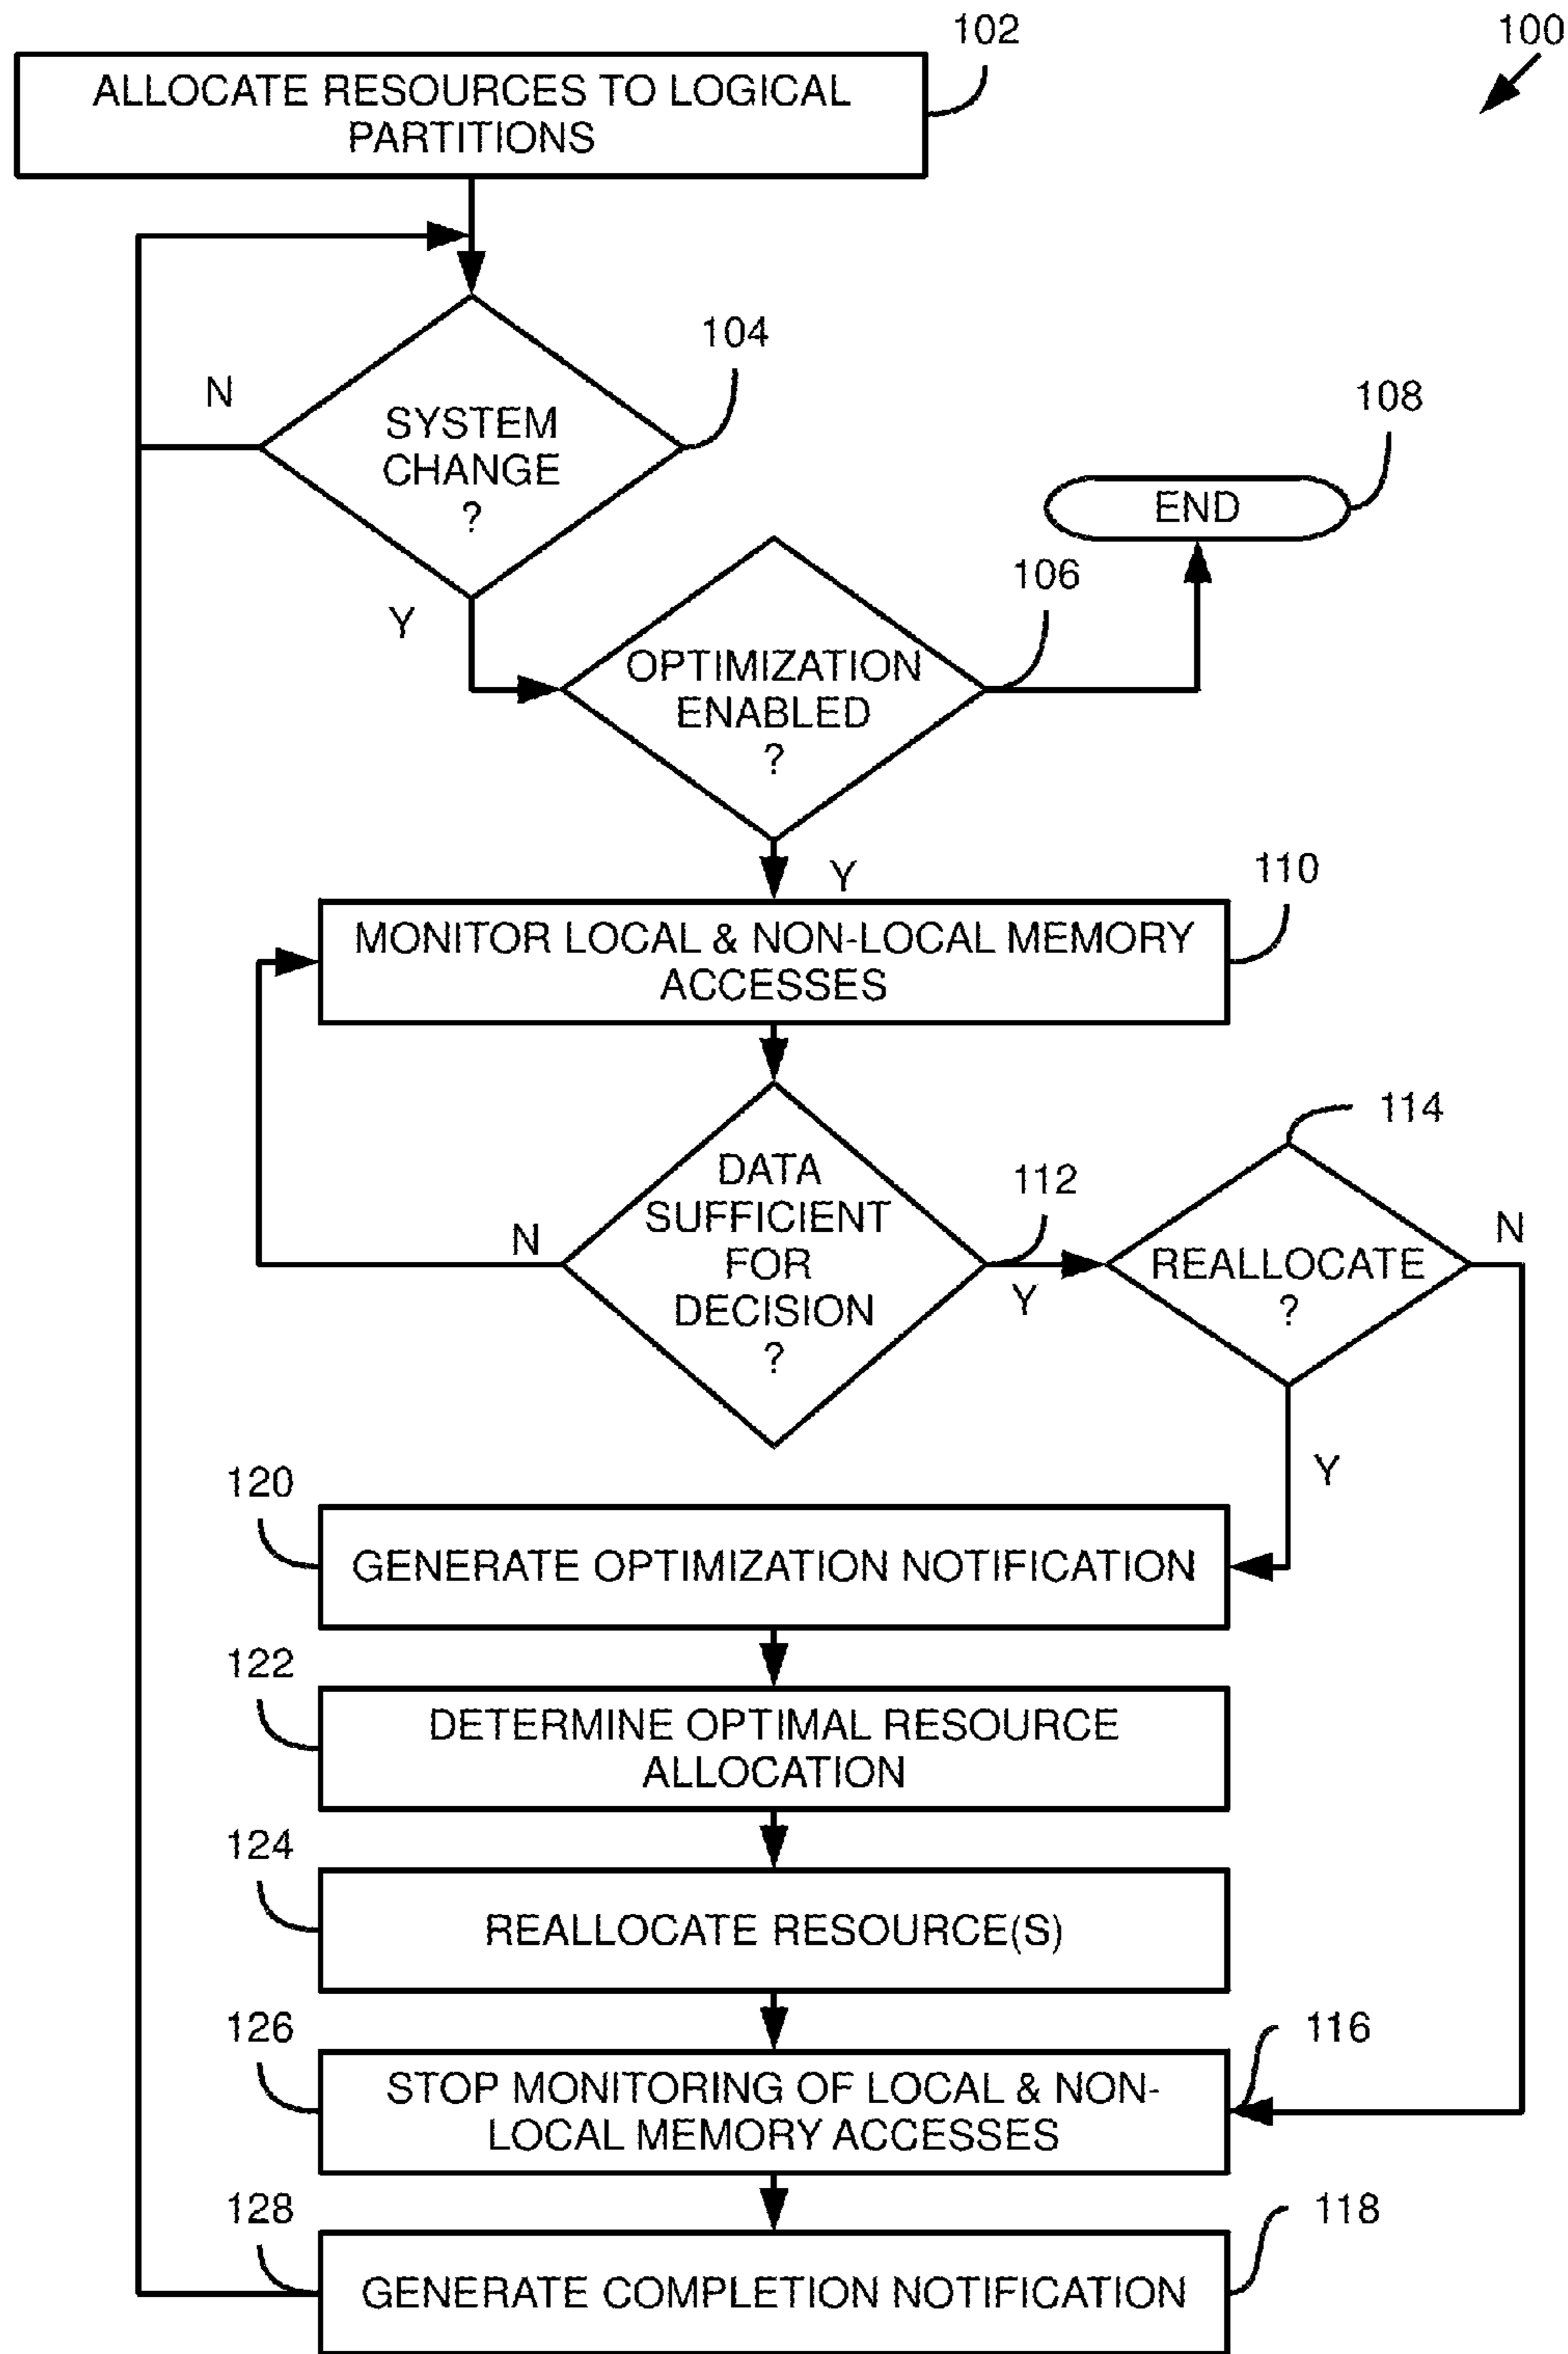 102
100
ALLOCATE RESOURCES TO LOGICAL
PARTITIONS
104
N
SYSTEM
CHANGE
?
108
END
Y
106
OPTIMIZATION
ENABLED
?
Y
110
MONITOR LOCAL & NON-LOCAL MEMORY
ACCESSES
114
DATA
SUFFICIENT
FOR
DECISION
?
112
N
Y
REALLOCATE
?
N
Y
120
GENERATE OPTIMIZATION NOTIFICATION
122
DETERMINE OPTIMAL RESOURCE
ALLOCATION
124
REALLOCATE RESOURCE(S)
126
116
STOP MONITORING OF LOCAL & NON-
LOCAL MEMORY ACCESSES
128
118
GENERATE COMPLETION NOTIFICATION